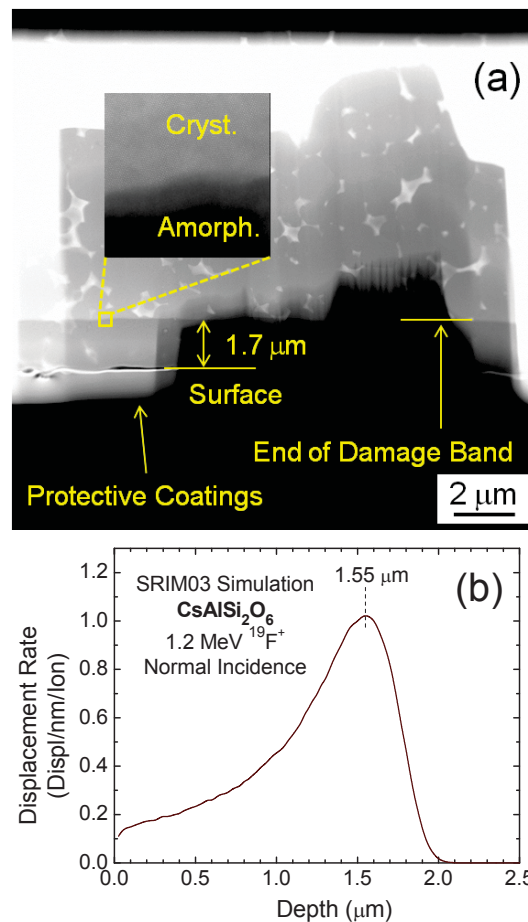 (a)
Cryst.
Amorph.
1.7 μm
Surface
End of Damage Band
Protective Coatings
2 μm
(b)
1.55 μm
SRIM03 Simulation
CsAlSi₂O₆
1.2 MeV ¹⁹F⁺
Normal Incidence
Displacement Rate
(Displ/nm/Ion)
1.2
1.0
0.8
0.6
0.4
0.2
0.0
0.0 0.5 1.0 1.5 2.0 2.5
Depth (μm)